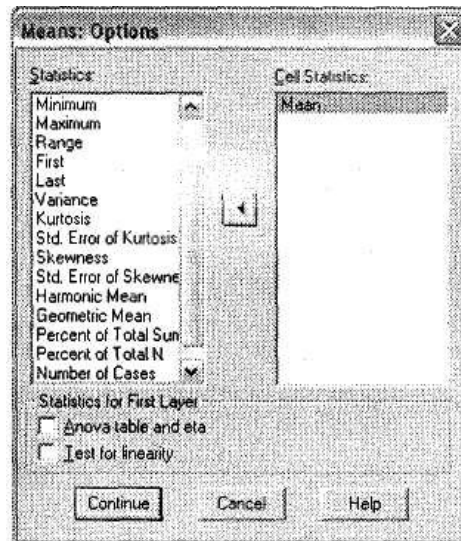 Means: Options
Statistics:
Minimum
Maximum
Range
First
Last
Variance
Kurtosis
Std. Error of Kurtosis
Skewness
Std. Error of Skewne
Harmonic Mean
Geometric Mean
Percent of Total Sun
Percent of Total N
Number of Cases
Cell Statistics:
Mean
Statistics for First Layer
Anova table and eta
Test for linearity
Continue
Cancel
Help